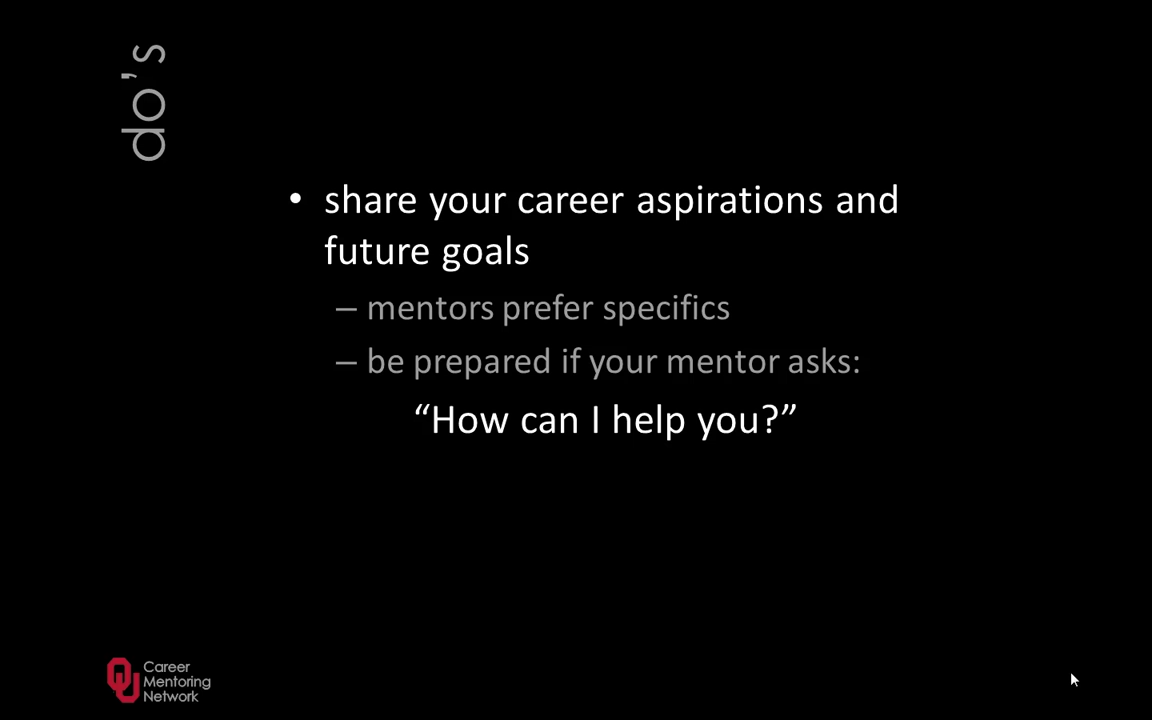 do's
• share your career aspirations and
future goals
– mentors prefer specifics
– be prepared if your mentor asks:
“How can I help you?”
OU
Career
Mentoring
Network